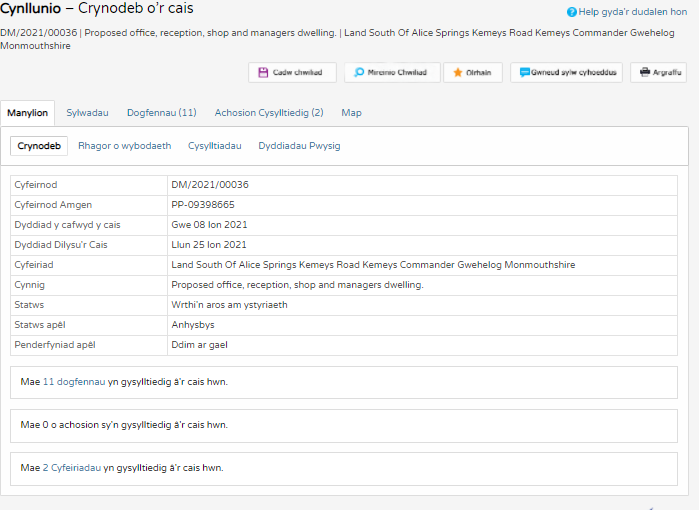 Cynllunio – Crynodeb o'r cais
Help gyda'r dudalen hon
DM/2021/00036 | Proposed office, reception, shop and managers dwelling. | Land South Of Alice Springs Kemeys Road Kemeys Commander Gwehelog
Monmouthshire
Cadw chwiliad
Mireinio Chwiliad
Olrhain
Gwneud sylw cyhoeddus
Argraffu
Manylion Sylwadau Dogfennau (11) Achosion Cysylltiedig (2) Map
Crynodeb Rhagor o wybodaeth Cysylltiadau Dyddiadau Pwysig
Cyfeirnod DM/2021/00036
Cyfeirnod Amgen PP-09398665
Dyddiad y cafwyd y cais Gwe 08 Ion 2021
Dyddiad Dilysu'r Cais Llun 25 Ion 2021
Cyfeiriad Land South Of Alice Springs Kemeys Road Kemeys Commander Gwehelog Monmouthshire
Cynnig Proposed office, reception, shop and managers dwelling.
Statws Wrthi'n aros am ystyriaeth
Statws apêl Anhysbys
Penderfyniad apêl Ddim ar gael
Mae 11 dogfennau yn gysylltiedig â'r cais hwn.
Mae 0 o achosion sy'n gysylltiedig â'r cais hwn.
Mae 2 Cyfeiriadau yn gysylltiedig â'r cais hwn.